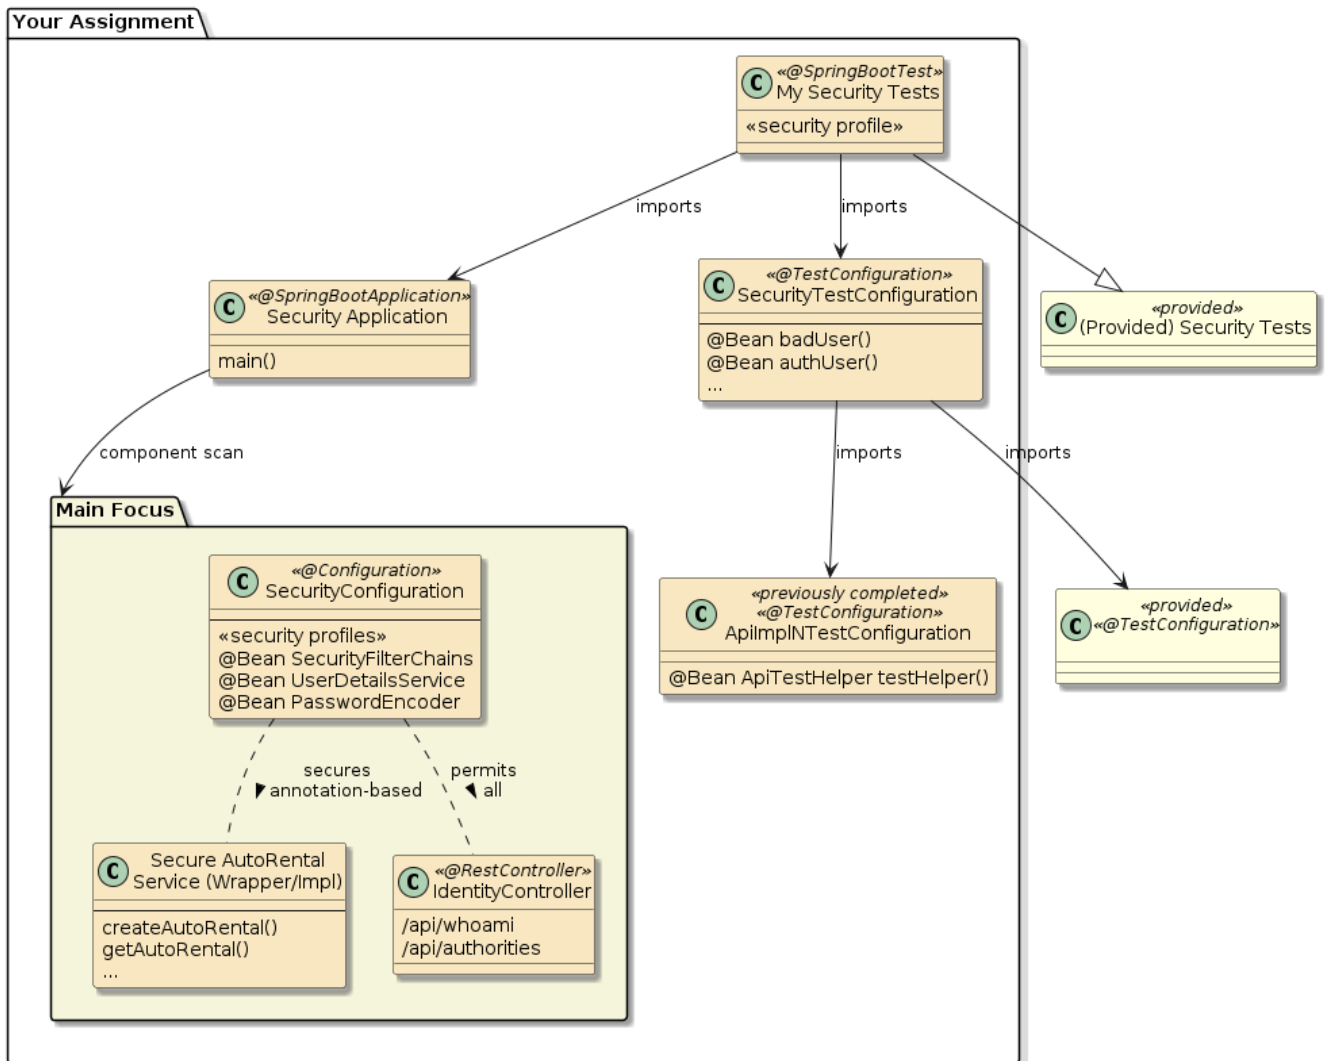 Your Assignment
C
«@SpringBootTest»
My Security Tests
«security profile»
imports
imports
C
«@SpringBootApplication»
Security Application
main()
C
«@TestConfiguration»
SecurityTestConfiguration
@Bean badUser()
@Bean authUser()
...
C
«provided»
(Provided) Security Tests
component scan
imports
imports
Main Focus
C
«@Configuration»
SecurityConfiguration
«security profiles»
@Bean SecurityFilterChains
@Bean UserDetailsService
@Bean PasswordEncoder
C
«previously completed»
«@TestConfiguration»
ApiImplNTestConfiguration
@Bean ApiTestHelper testHelper()
C
«provided»
«@TestConfiguration»
secures
annotation-based
permits
all
C
Secure AutoRental
Service (Wrapper/Impl)
createAutoRental()
getAutoRental()
...
C
«@RestController»
IdentityController
/api/whoami
/api/authorities